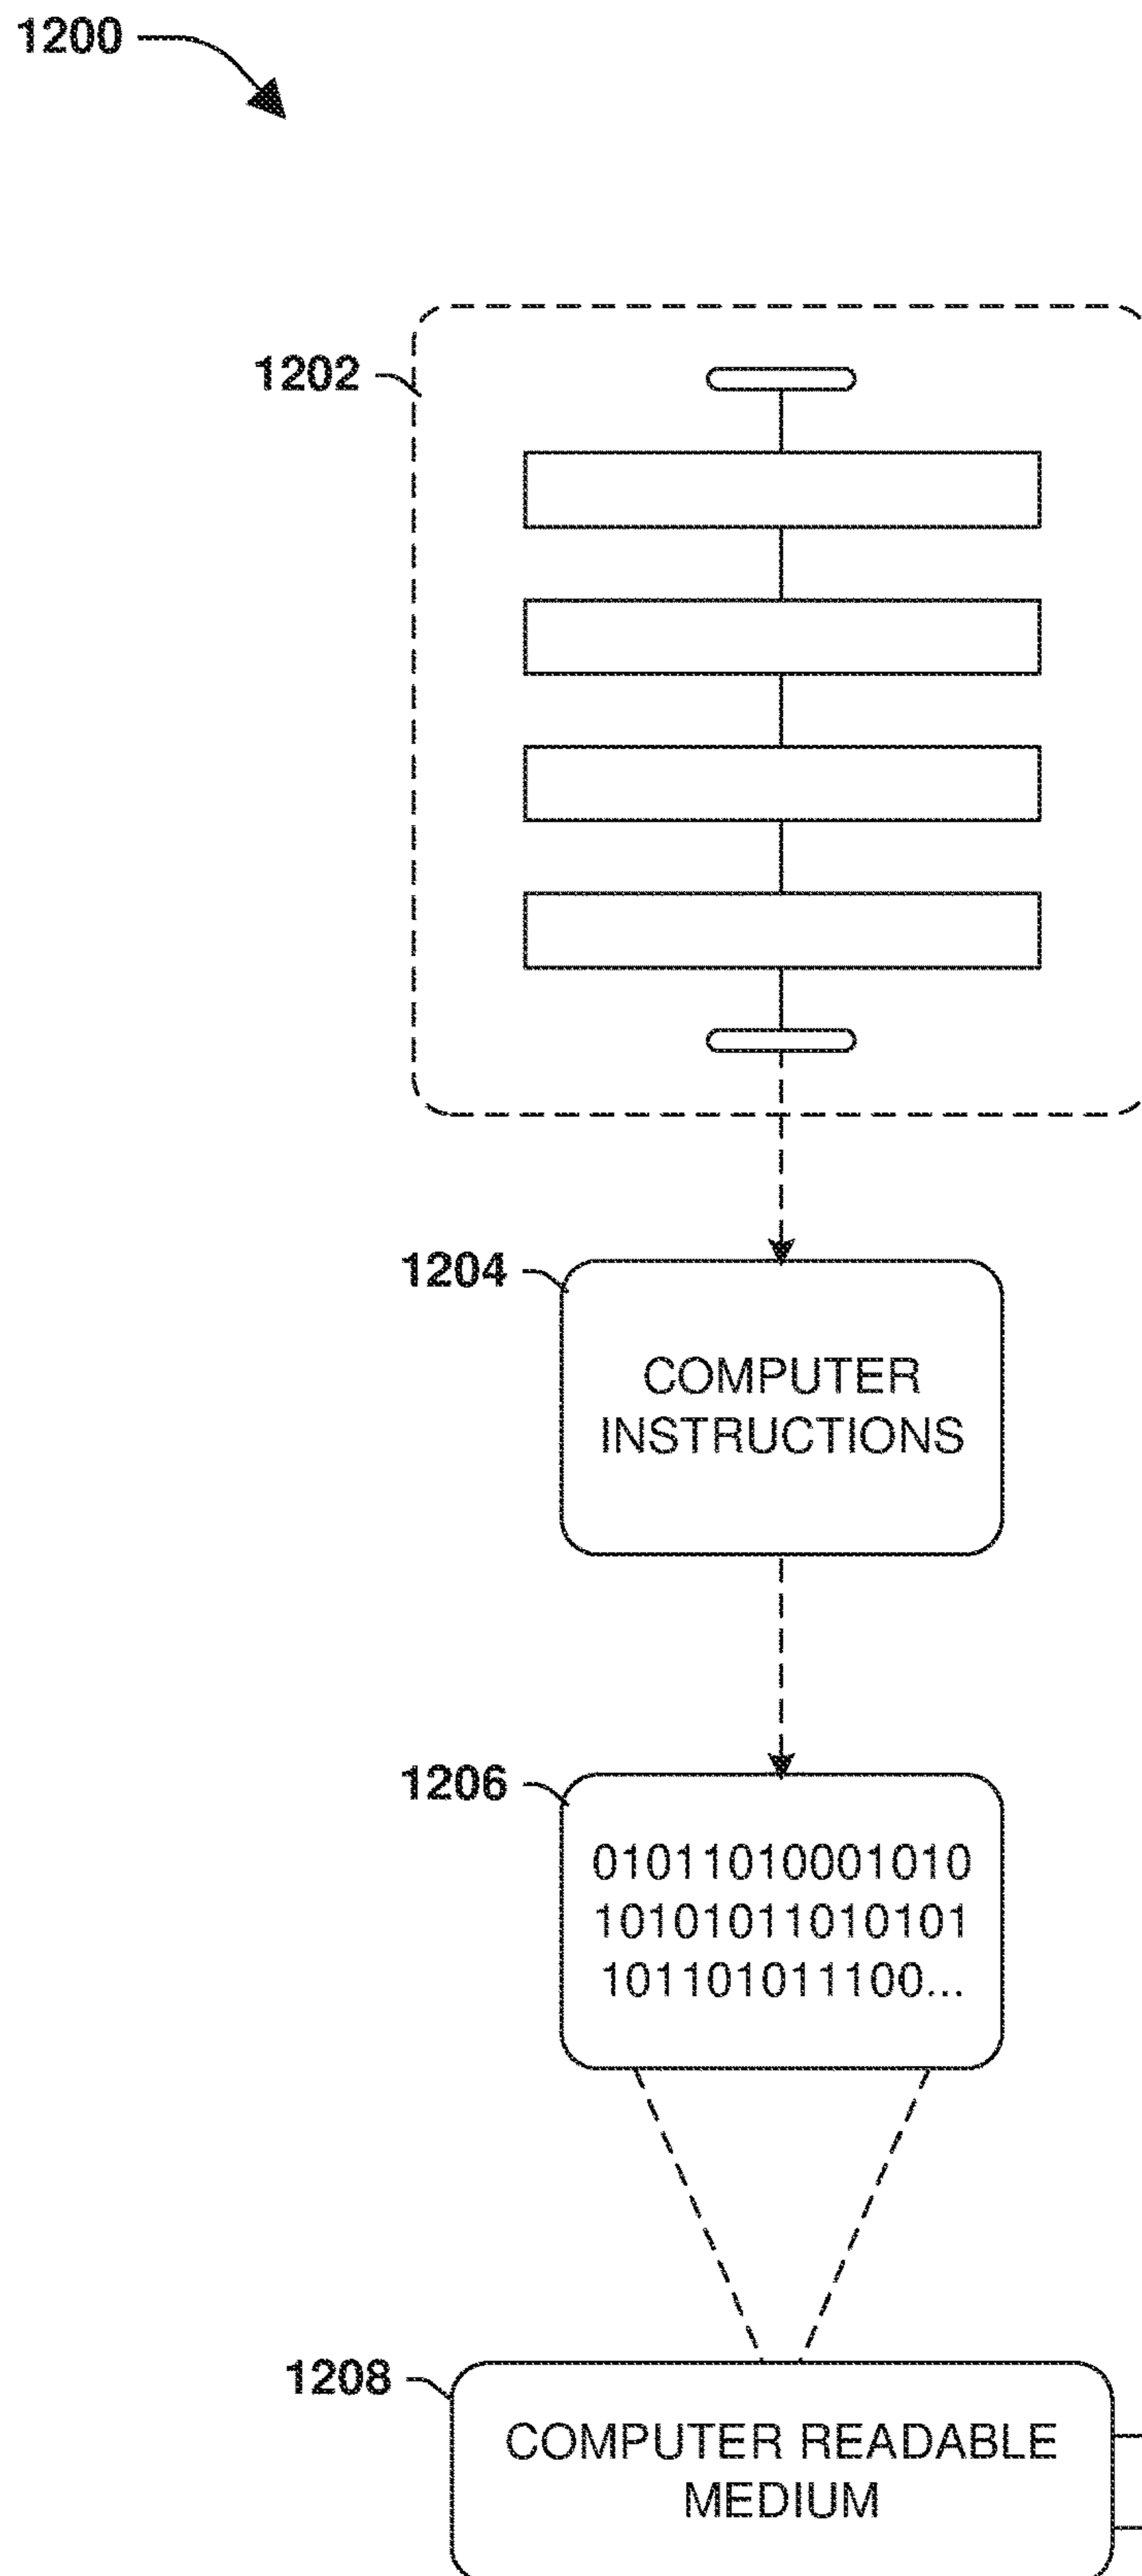 1200
1202
1204
COMPUTER
INSTRUCTIONS
1206
01011010001010
10101011010101
101101011100...
1208
COMPUTER READABLE
MEDIUM